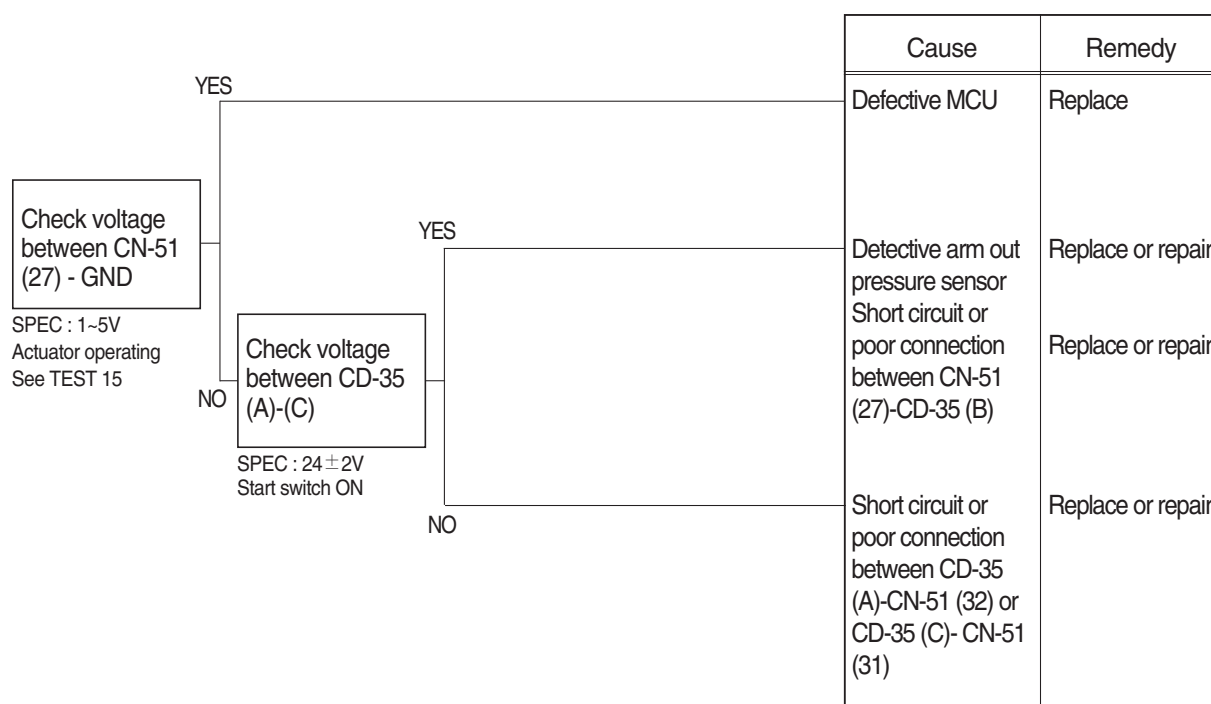 Cause
Remedy
YES
Defective MCU
Replace
Check voltage
between CN-51
(27) - GND
SPEC : 1~5V
Actuator operating
See TEST 15
YES
Detective arm out
pressure sensor
Replace or repair
Short circuit or
poor connection
between CN-51
(27)-CD-35 (B)
Replace or repair
NO
Check voltage
between CD-35
(A)-(C)
SPEC : 24±2V
Start switch ON
NO
Short circuit or
poor connection
between CD-35
(A)-CN-51 (32) or
CD-35 (C)- CN-51
(31)
Replace or repair